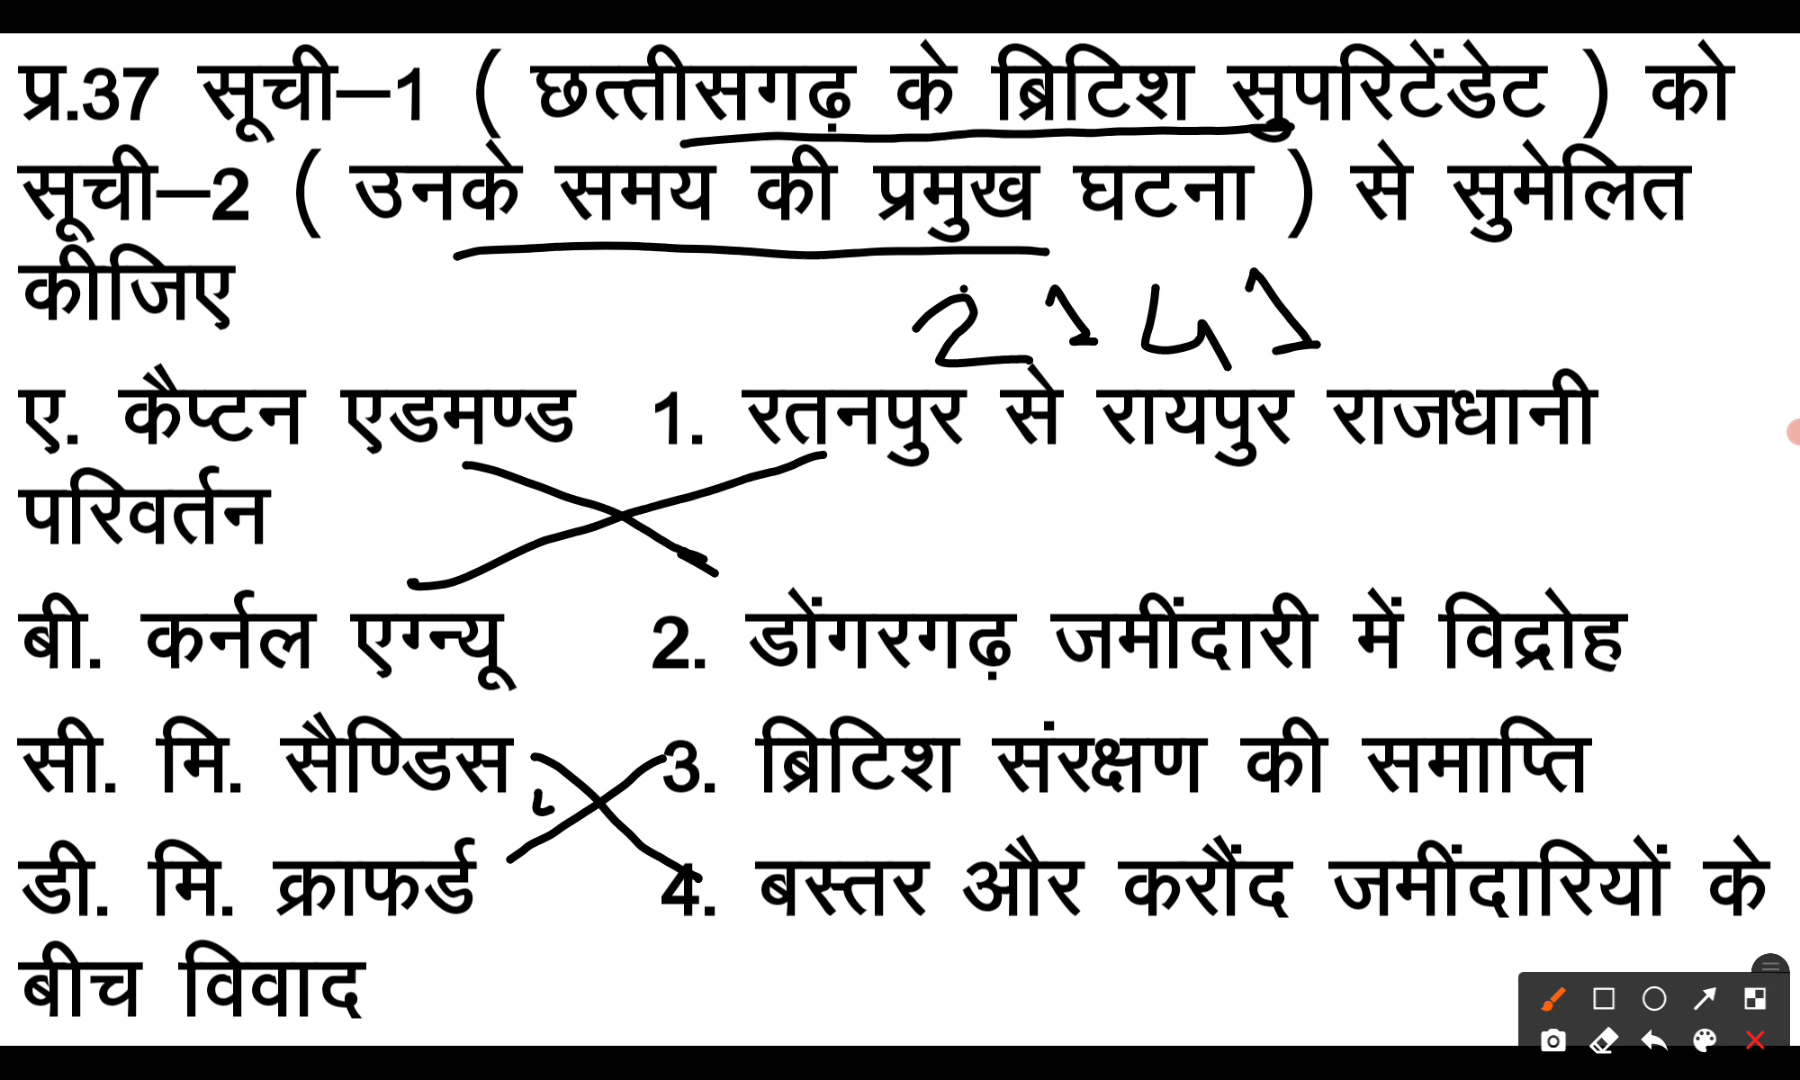 प्र.37 सूची–1 ( छत्तीसगढ़ के ब्रिटिश सुपरिटेंडेट ) को
सूची–2 ( उनके समय की प्रमुख घटना ) से सुमेलित
कीजिए
2 1 4 1
ए. कैप्टन एडमण्ड 1. रतनपुर से रायपुर राजधानी
परिवर्तन
बी. कर्नल एग्न्यू 2. डोंगरगढ़ जमींदारी में विद्रोह
सी. मि. सैण्डिस 3. ब्रिटिश संरक्षण की समाप्ति
डी. मि. क्राफर्ड 4. बस्तर और करौंद जमींदारियों के
बीच विवाद